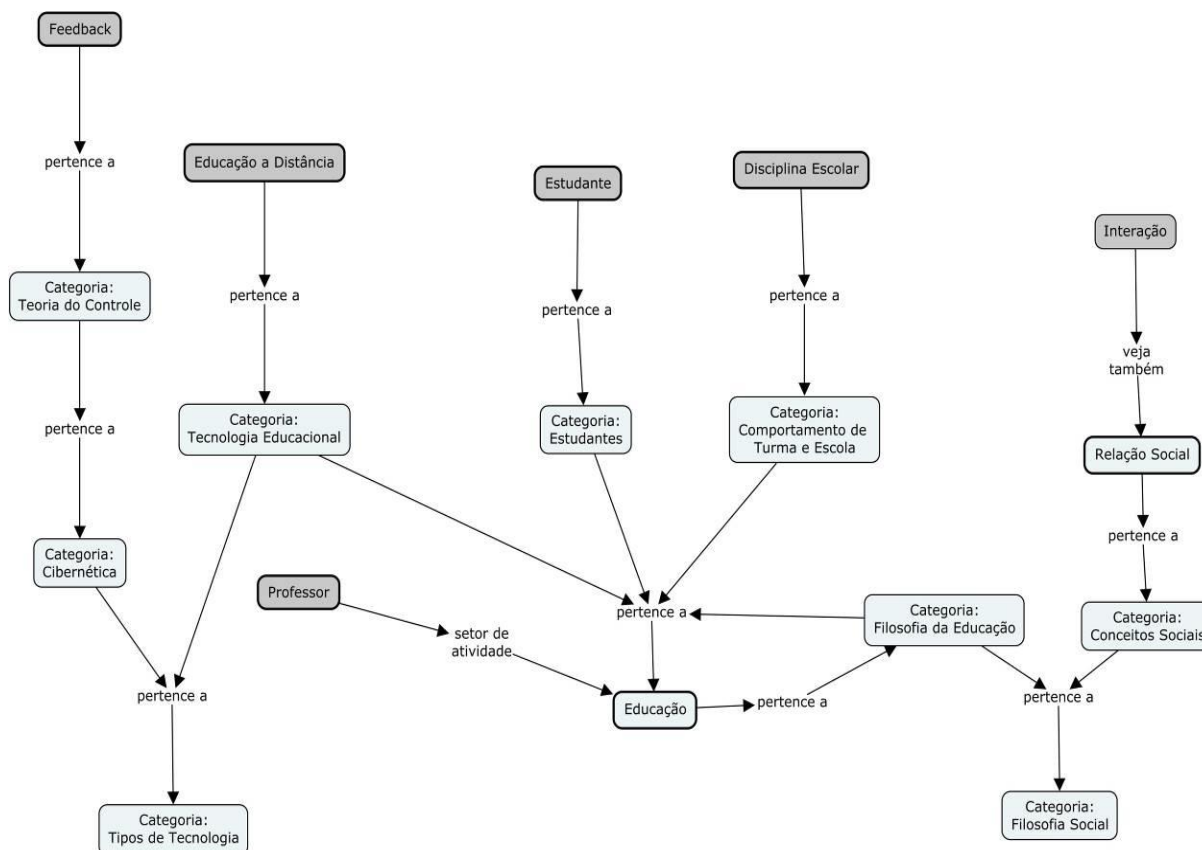 Feedback
pertence a
Educação a Distância
Estudante
Disciplina Escolar
Interação
Categoria:
Teoria do Controle
pertence a
pertence a
pertence a
veja
também
pertence a
Categoria:
Tecnologia Educacional
Categoria:
Estudantes
Categoria:
Comportamento de
Turma e Escola
Relação Social
pertence a
Categoria:
Cibernética
Professor
setor de
atividade
pertence a
Categoria:
Filosofia da Educação
Categoria:
Conceitos Sociais
pertence a
Educação
pertence a
pertence a
Categoria:
Tipos de Tecnologia
Categoria:
Filosofia Social